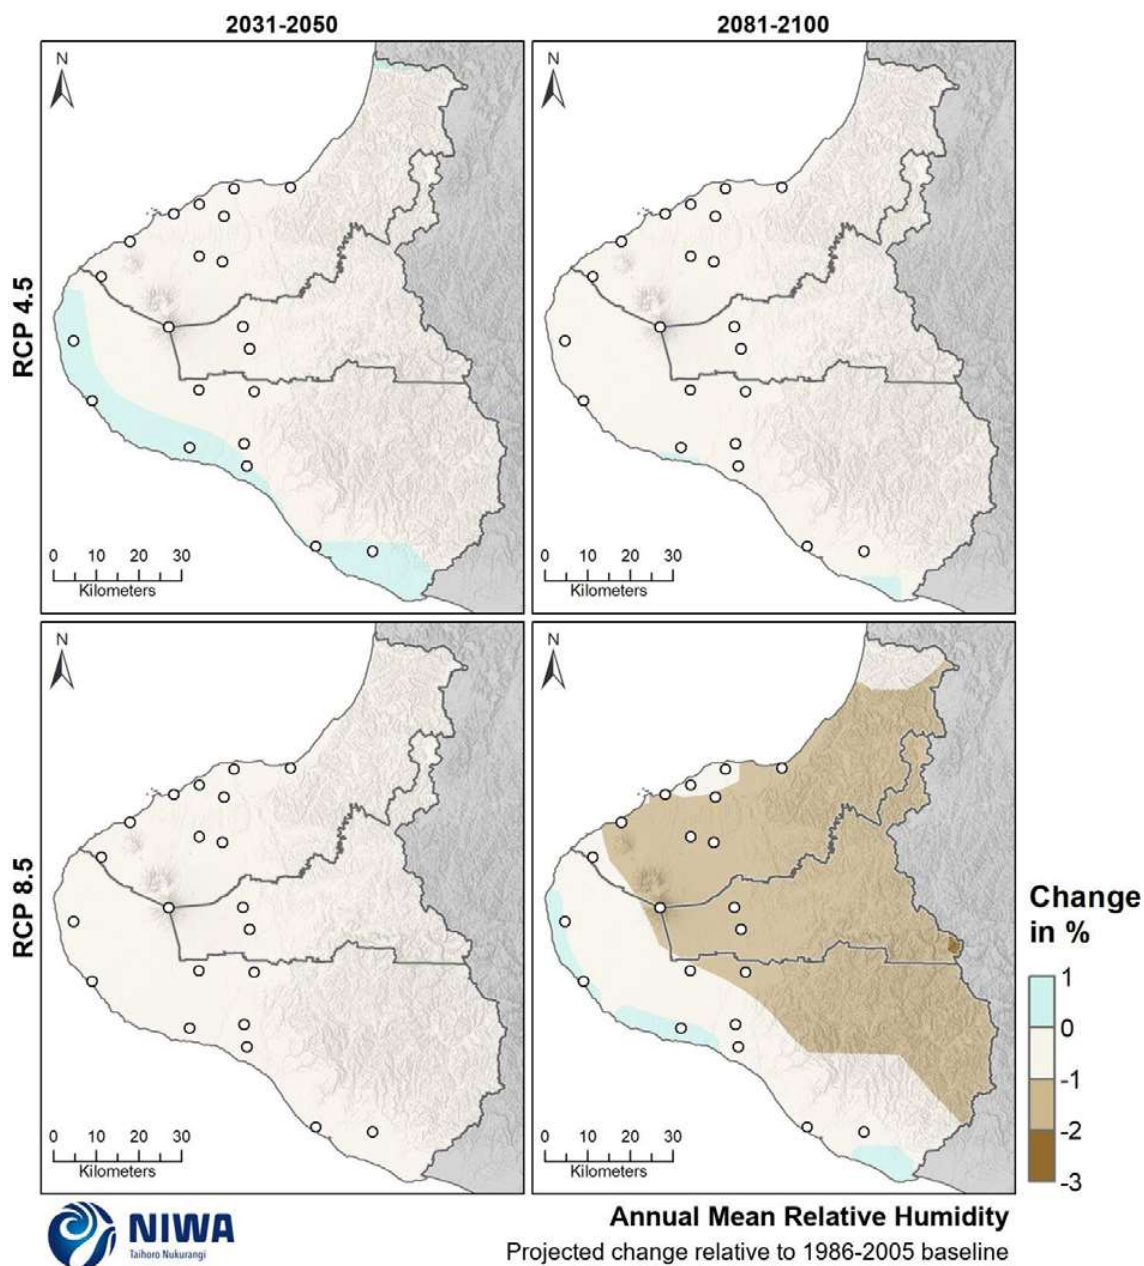 2031-2050
2081-2100
RCP 4.5
N
0 10 20 30
Kilometers
N
0 10 20 30
Kilometers
RCP 8.5
N
0 10 20 30
Kilometers
N
0 10 20 30
Kilometers
Change
in %
1
0
-1
-2
-3
NIWA
Taihoro Nukurangi
Annual Mean Relative Humidity
Projected change relative to 1986-2005 baseline